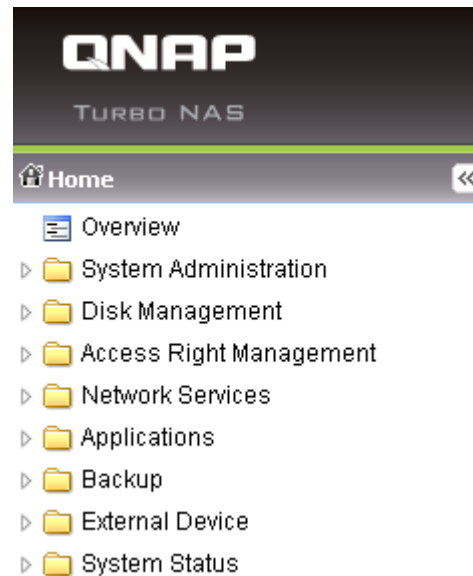 QNAP
TURBO NAS
Home
Overview
System Administration
Disk Management
Access Right Management
Network Services
Applications
Backup
External Device
System Status